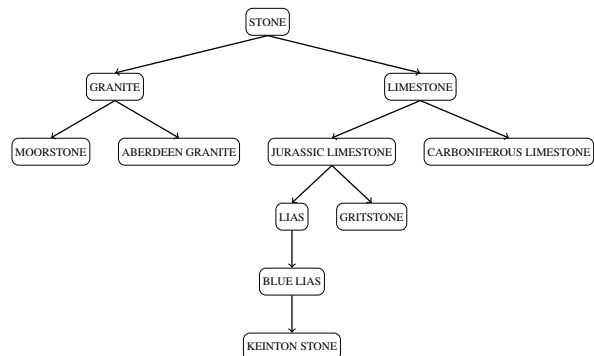 STONE
GRANITE
LIMESTONE
MOORSTONE
ABERDEEN GRANITE
JURASSIC LIMESTONE
CARBONIFEROUS LIMESTONE
LIAS
GRITSTONE
BLUE LIAS
KEINTON STONE